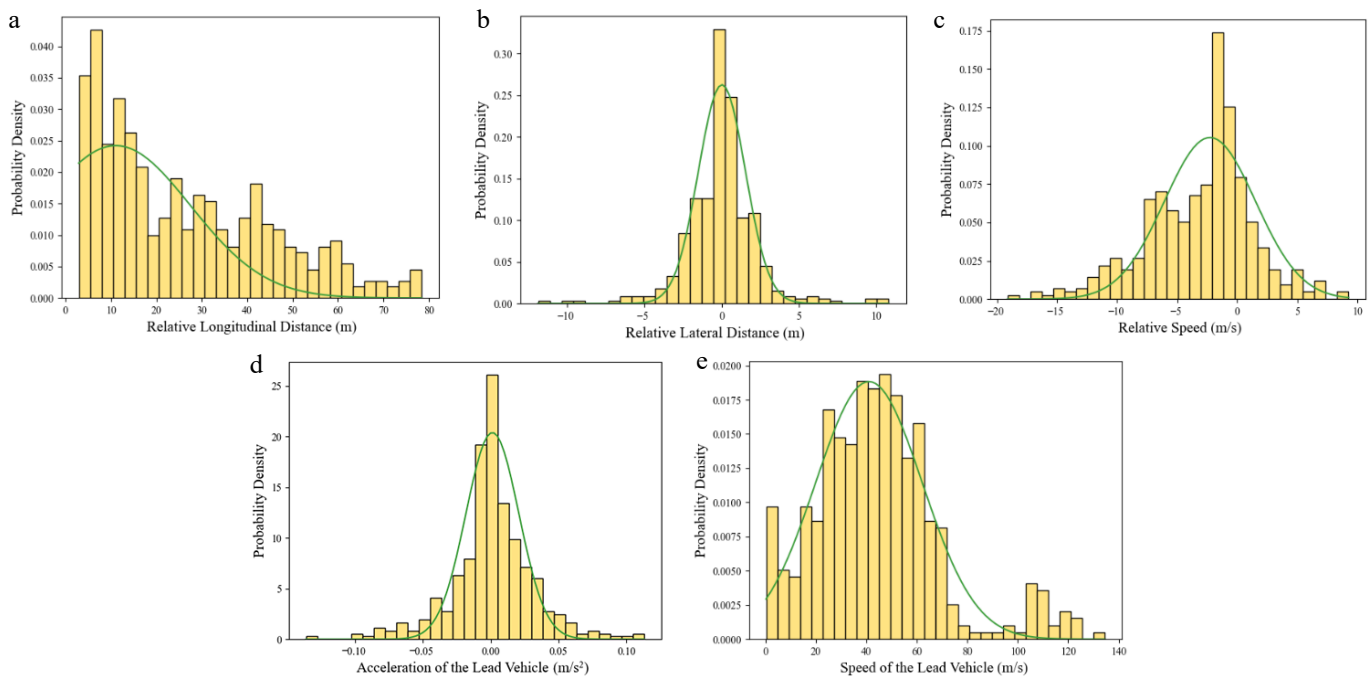 a
0.040
0.035
0.030
0.025
0.020
0.015
0.010
0.005
0.000
0 10 20 30 40 50 60 70 80
Probability Density
Relative Longitudinal Distance (m)
b
0.30
0.25
0.20
0.15
0.10
0.05
0.00
−10 −5 0 5 10
Probability Density
Relative Lateral Distance (m)
c
0.175
0.150
0.125
0.100
0.075
0.050
0.025
0.000
−20 −15 −10 −5 0 5 10
Probability Density
Relative Speed (m/s)
d
25
20
15
10
5
0
−0.10 −0.05 0.00 0.05 0.10
Probability Density
Acceleration of the Lead Vehicle (m/s²)
e
0.0200
0.0175
0.0150
0.0125
0.0100
0.0075
0.0050
0.0025
0.0000
0 20 40 60 80 100 120 140
Probability Density
Speed of the Lead Vehicle (m/s)